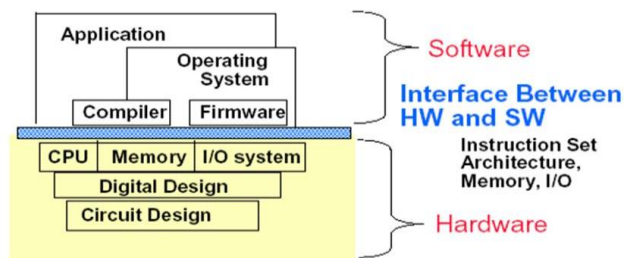 Application
Operating
System
Compiler
Firmware
CPU
Memory
I/O system
Digital Design
Circuit Design
Software
Interface Between
HW and SW
Instruction Set
Architecture,
Memory, I/O
Hardware